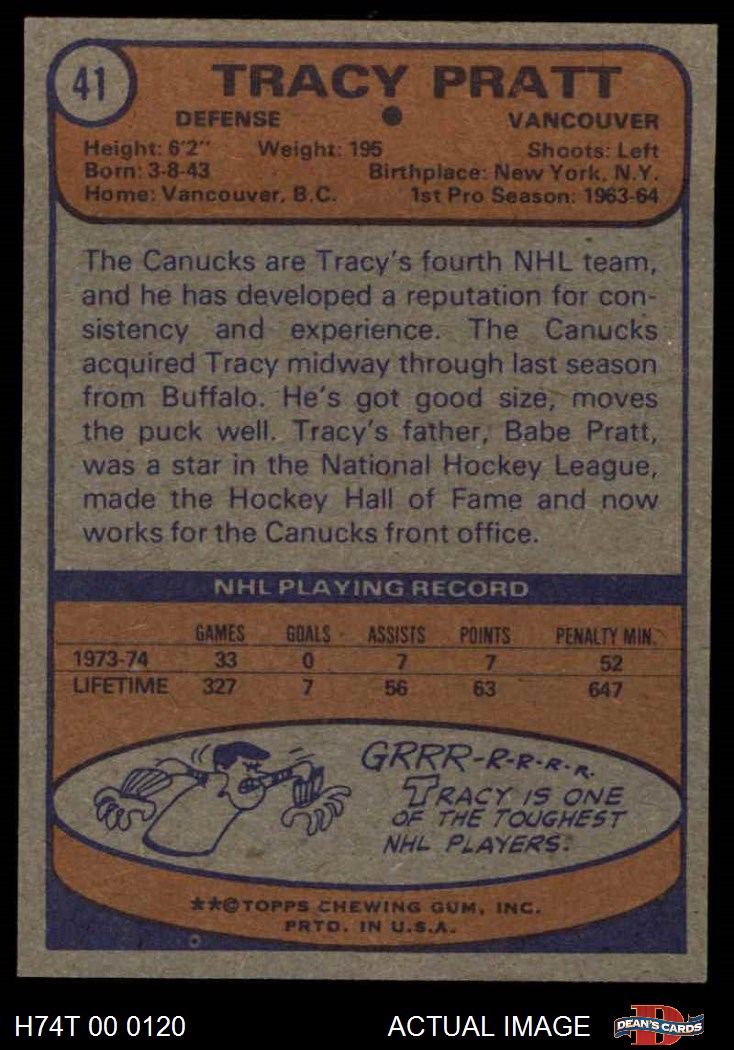 41
TRACY PRATT
DEFENSE VANCOUVER
Height: 6'2" Weight: 195 Shoots: Left
Born: 3-8-43 Birthplace: New York, N.Y.
Home: Vancouver, B.C. 1st Pro Season: 1963-64
The Canucks are Tracy's fourth NHL team,
and he has developed a reputation for con-
sistency and experience. The Canucks
acquired Tracy midway through last season
from Buffalo. He's got good size, moves
the puck well. Tracy's father, Babe Pratt,
was a star in the National Hockey League,
made the Hockey Hall of Fame and now
works for the Canucks front office.
NHL PLAYING RECORD
GAMES GOALS ASSISTS POINTS PENALTY MIN.
1973-74 33 0 7 7 52
LIFETIME 327 7 56 63 647
GRRR-R-R-R-R.
TRACY IS ONE
OF THE TOUGHEST
NHL PLAYERS.
**©TOPPS CHEWING GUM, INC.
PRTD. IN U.S.A.
H74T 00 0120 ACTUAL IMAGE
D
DEAN'S CARDS